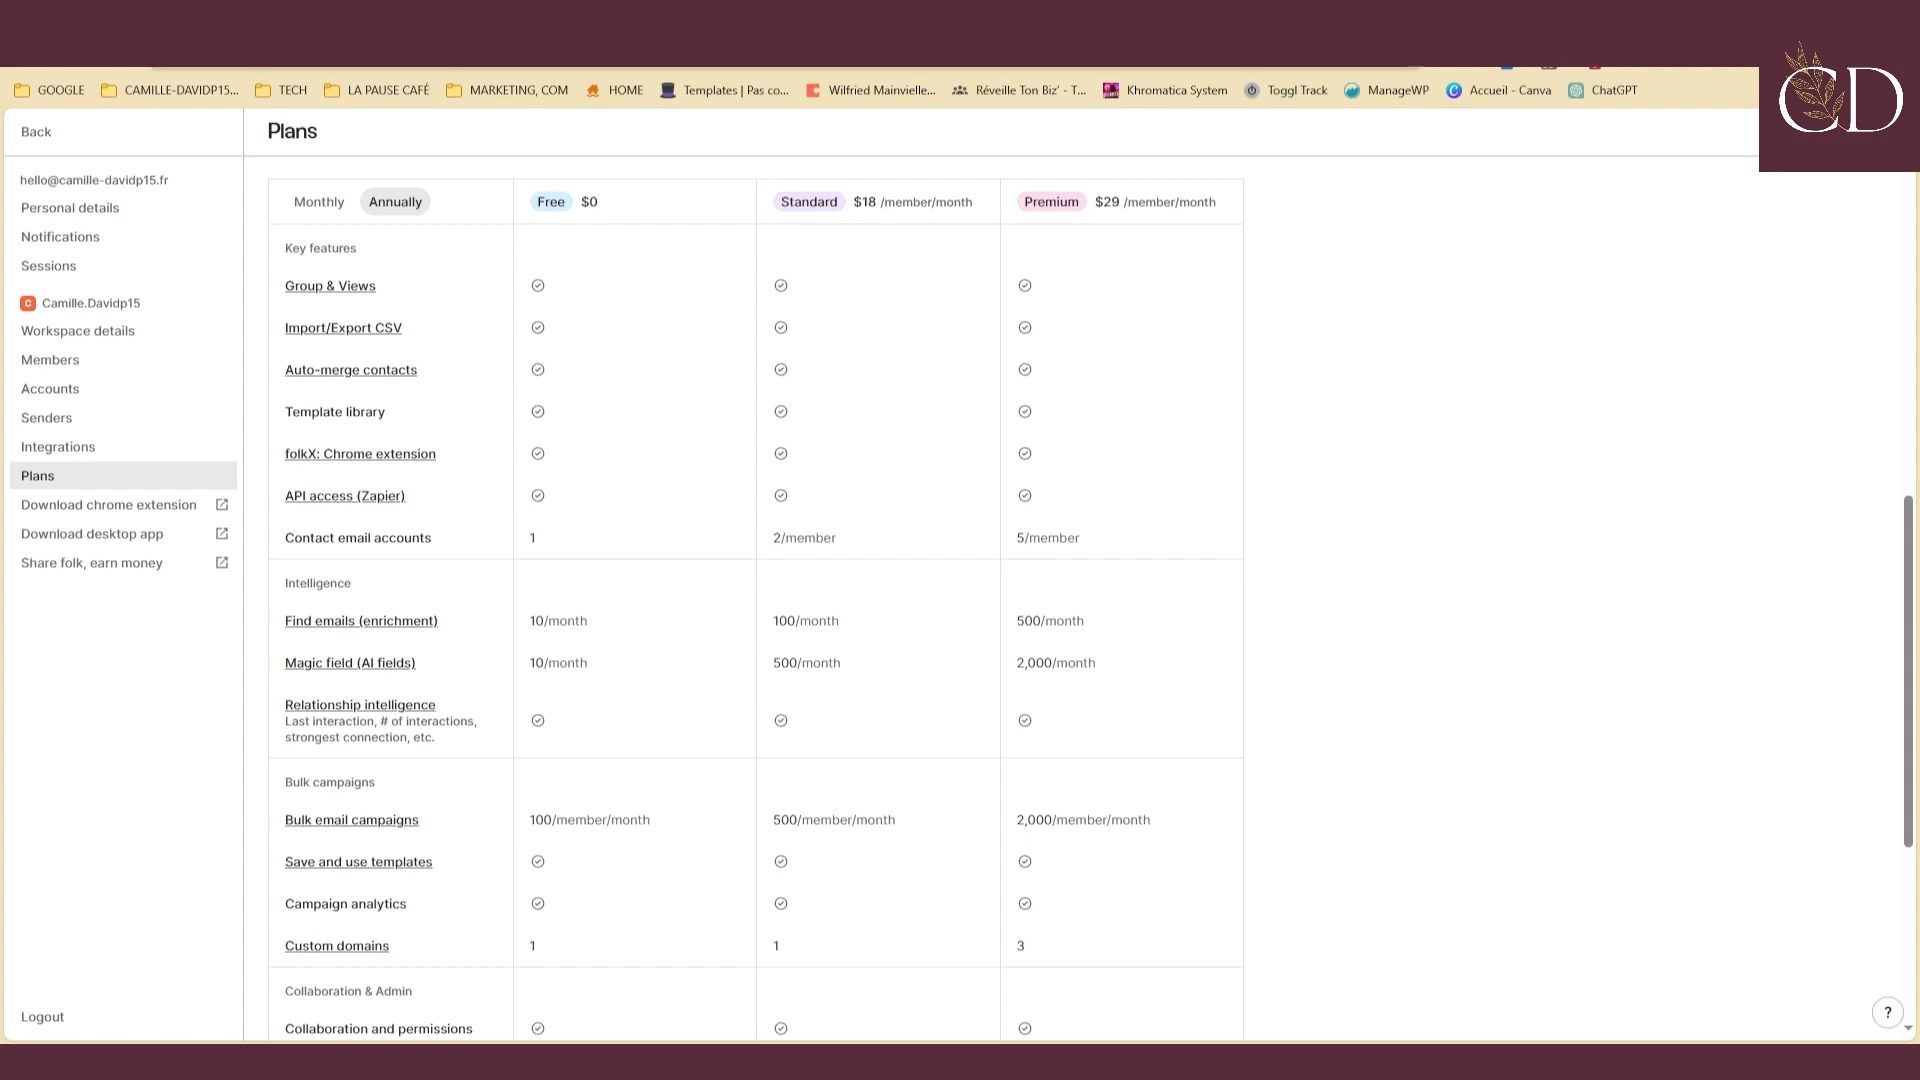 GOOGLE
CAMILLE-DAVIDP15...
TECH
LA PAUSE CAFÉ
MARKETING, COM
HOME
Templates | Pas co...
Wilfried Mainvielle...
Réveille Ton Biz' - T...
Khromatica System
Toggl Track
ManageWP
Accueil - Canva
ChatGPT
CD
Back
Plans
hello@camille-davidp15.fr
Personal details
Notifications
Sessions
C Camille.Davidp15
Workspace details
Members
Accounts
Senders
Integrations
Plans
Download chrome extension
Download desktop app
Share folk, earn money
Logout
Monthly Annually Free $0 Standard $18 /member/month Premium $29 /member/month
Key features
Group & Views
Import/Export CSV
Auto-merge contacts
Template library
folkX: Chrome extension
API access (Zapier)
Contact email accounts 1 2/member 5/member
Intelligence
Find emails (enrichment) 10/month 100/month 500/month
Magic field (AI fields) 10/month 500/month 2,000/month
Relationship intelligence
Last interaction, # of interactions,
strongest connection, etc.
Bulk campaigns
Bulk email campaigns 100/member/month 500/member/month 2,000/member/month
Save and use templates
Campaign analytics
Custom domains 1 1 3
Collaboration & Admin
Collaboration and permissions
?